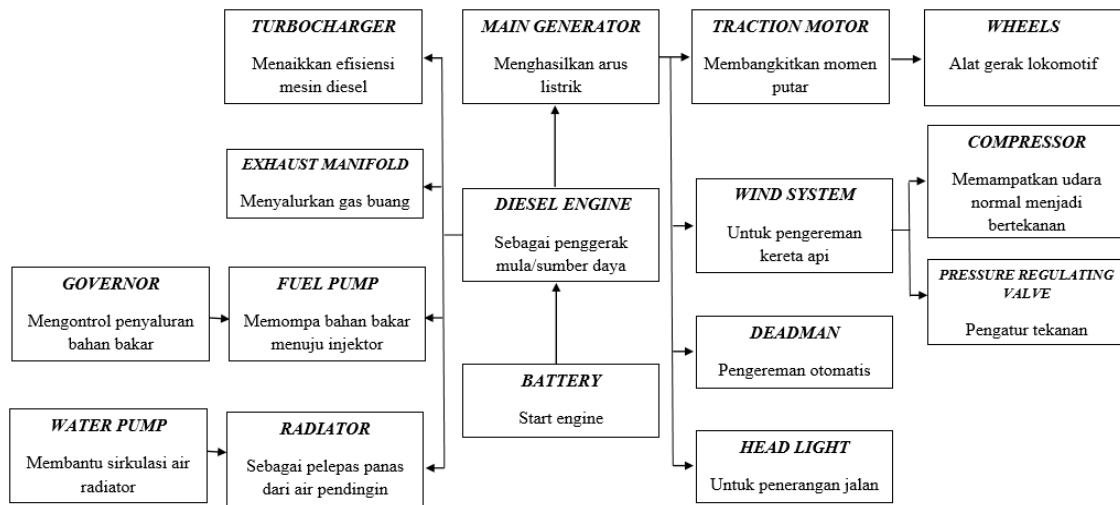 TURBOCHARGER
Menaikkan efisiensi
mesin diesel
MAIN GENERATOR
Menghasilkan arus
listrik
TRACTION MOTOR
Membangkitkan momen
putar
WHEELS
Alat gerak lokomotif
EXHAUST MANIFOLD
Menyalurkan gas buang
DIESEL ENGINE
Sebagai penggerak
mula/sumber daya
WIND SYSTEM
Untuk pengereman
kereta api
COMPRESSOR
Memampatkan udara
normal menjadi
bertekanan
GOVERNOR
Mengontrol penyaluran
bahan bakar
FUEL PUMP
Memompa bahan bakar
menuju injektor
PRESSURE REGULATING
VALVE
Pengatur tekanan
DEADMAN
Pengereman otomatis
BATTERY
Start engine
WATER PUMP
Membantu sirkulasi air
radiator
RADIATOR
Sebagai pelepas panas
dari air pendingin
HEAD LIGHT
Untuk penerangan jalan